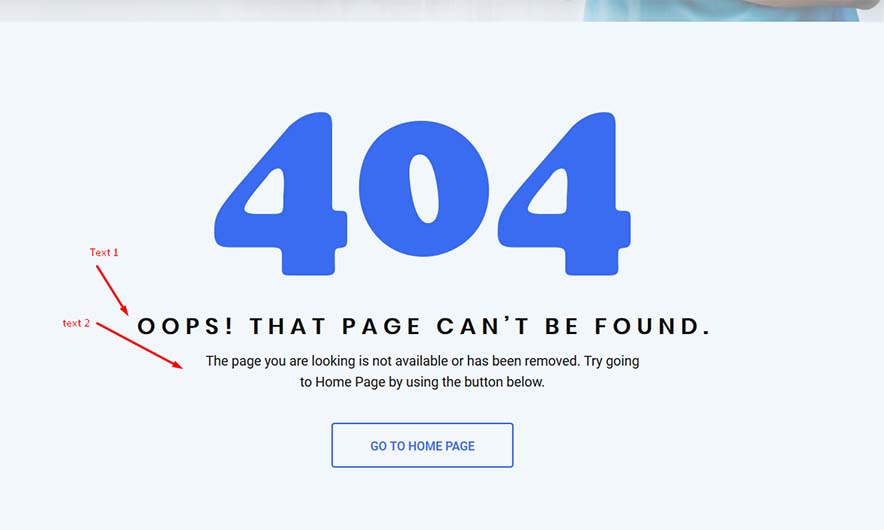 404
Text 1
OOPS! THAT PAGE CAN’T BE FOUND.
text 2
The page you are looking is not available or has been removed. Try going
to Home Page by using the button below.
GO TO HOME PAGE